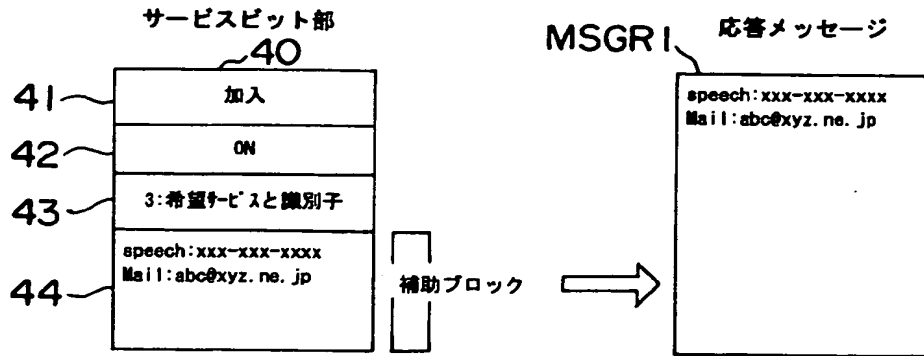 サービスビット部
40
41
加入
42
ON
43
3:希望サービスと識別子
44
speech:xxx-xxx-xxxx
Mail:abc@xyz.ne.jp
補助ブロック
MSGR1
応答メッセージ
speech:xxx-xxx-xxxx
Mail:abc@xyz.ne.jp